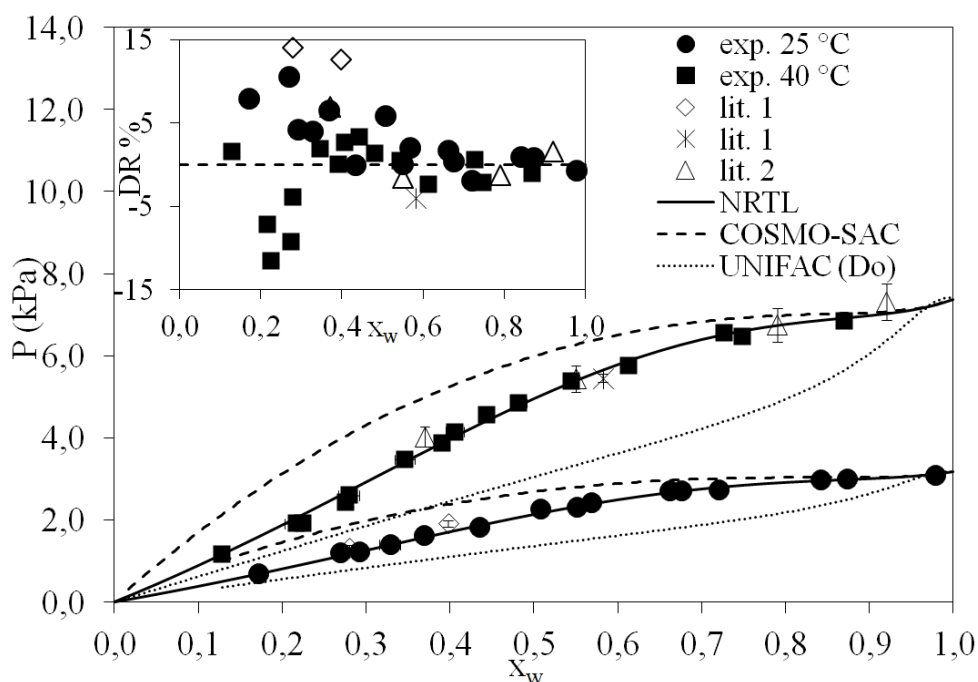 14,0
12,0
10,0
8,0
6,0
4,0
2,0
0,0
P (kPa)
0,0 0,1 0,2 0,3 0,4 0,5 0,6 0,7 0,8 0,9 1,0
xw
15
5
-5
-15
DR %
0,0 0,2 0,4 0,6 0,8 1,0
xw
exp. 25 °C
exp. 40 °C
lit. 1
lit. 1
lit. 2
NRTL
COSMO-SAC
UNIFAC (Do)